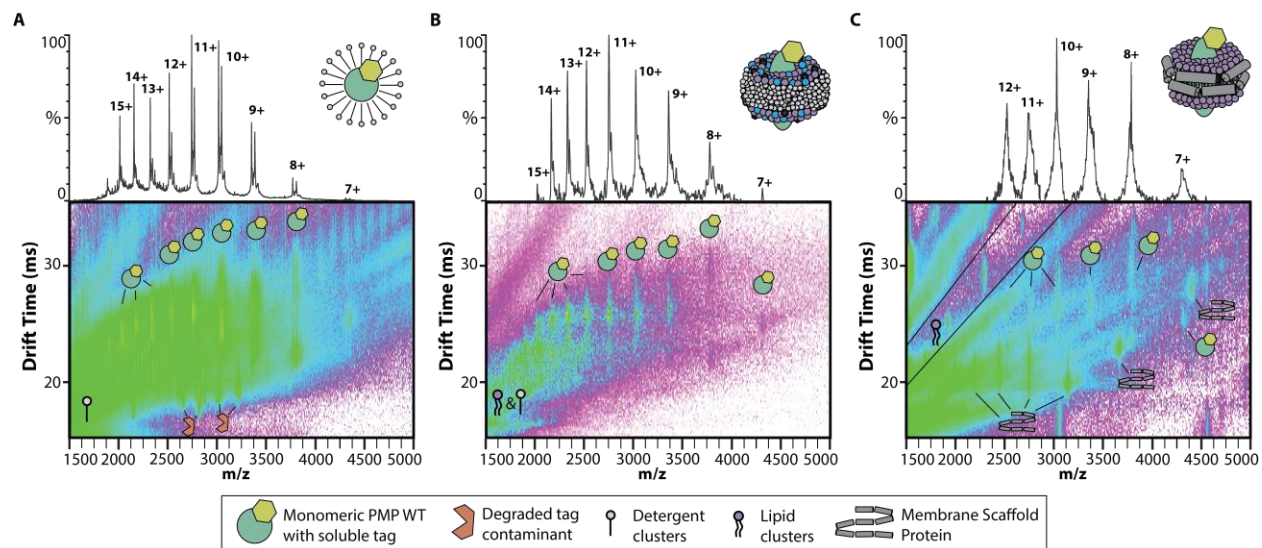 A
B
C
100
%
0
15+
14+
13+
12+
11+
10+
9+
8+
7+
100
%
0
15+
14+
13+
12+
11+
10+
9+
8+
7+
100
%
0
12+
11+
10+
9+
8+
7+
Drift Time (ms)
30
20
1500 2000 2500 3000 3500 4000 4500 5000
m/z
Drift Time (ms)
30
20
&
1500 2000 2500 3000 3500 4000 4500 5000
m/z
Drift Time (ms)
30
20
1500 2000 2500 3000 3500 4000 4500 5000
m/z
Monomeric PMP WT
with soluble tag
Degraded tag
contaminant
Detergent
clusters
Lipid
clusters
Membrane Scaffold
Protein